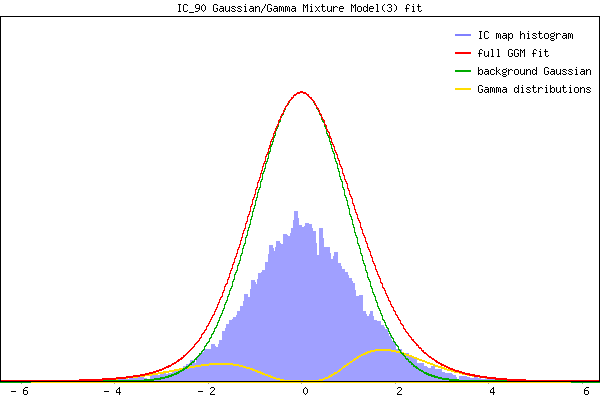 IC_90 Gaussian/Gamma Mixture Model(3) fit
IC map histogram
full GGM fit
background Gaussian
Gamma distributions
-6 -4 -2 0 2 4 6